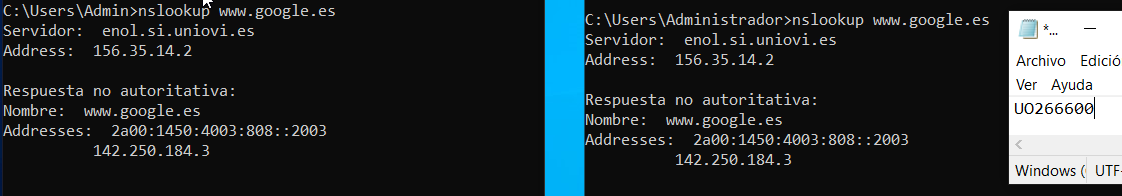 C:\Users\Admin>nslookup www.google.es
Servidor:  enol.si.uniovi.es
Address:  156.35.14.2
Respuesta no autoritativa:
Nombre:  www.google.es
Addresses:  2a00:1450:4003:808::2003
142.250.184.3
C:\Users\Administrador>nslookup www.google.es
Servidor:  enol.si.uniovi.es
Address:  156.35.14.2
Respuesta no autoritativa:
Nombre:  www.google.es
Addresses:  2a00:1450:4003:808::2003
142.250.184.3
*...
Archivo Edició
Ver Ayuda
UO266600
Windows ( UTF-